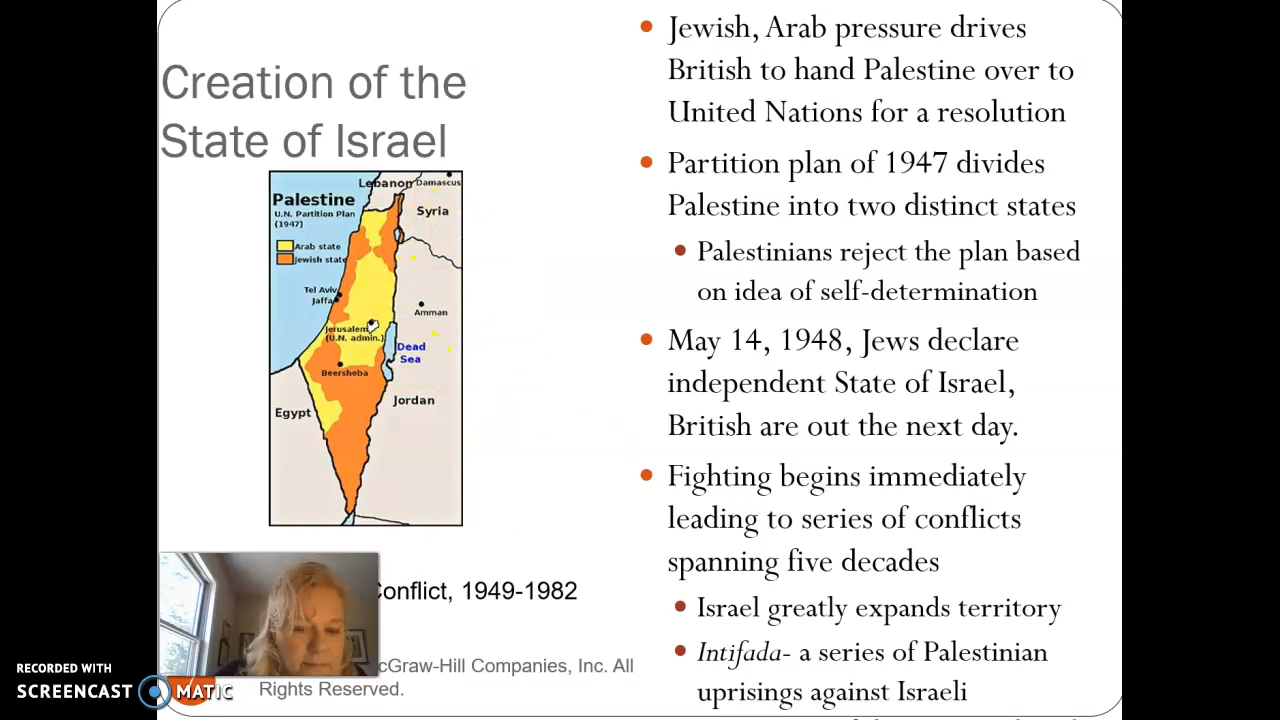 Creation of the
State of Israel
Palestine
U.N. Partition Plan
(1947)
Arab state
Jewish state
Lebanon
Damascus
Syria
Tel Aviv
Jaffa
Amman
Jerusalem
(U.N. admin.)
Dead
Sea
Beersheba
Jordan
Egypt
Conflict, 1949-1982
cGraw-Hill Companies, Inc. All
Rights Reserved.
RECORDED WITH
SCREENCAST MATIC
• Jewish, Arab pressure drives
British to hand Palestine over to
United Nations for a resolution
• Partition plan of 1947 divides
Palestine into two distinct states
• Palestinians reject the plan based
on idea of self-determination
• May 14, 1948, Jews declare
independent State of Israel,
British are out the next day.
• Fighting begins immediately
leading to series of conflicts
spanning five decades
• Israel greatly expands territory
• Intifada- a series of Palestinian
uprisings against Israeli